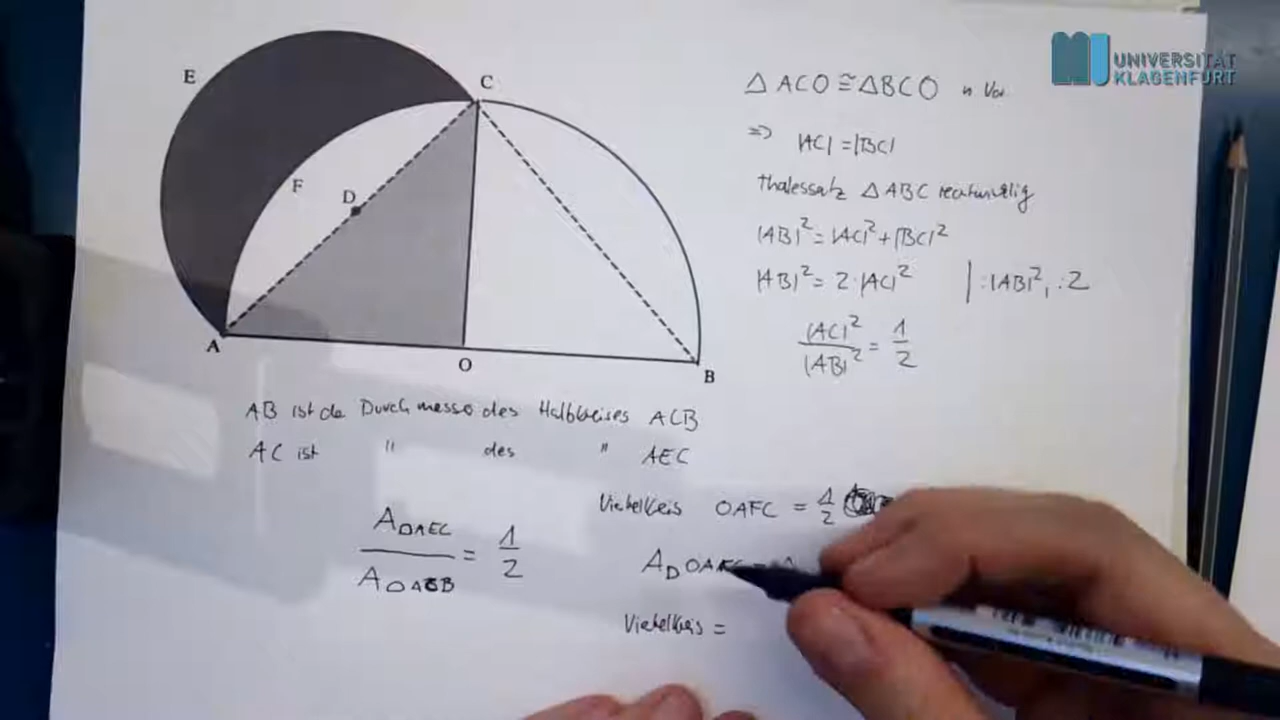 UNIVERSITÄT
KLAGENFURT
E
C
F
D
A
O
B
△ ACO ≅ △BCO n. Vor.
=> |AC| = |BC|
Thalessatz △ ABC rechtwinklig
|AB|² = |AC|² + |BC|²
|AB|² = 2·|AC|² | :|AB|², :2
|AC|² / |AB|² = 1/2
AB ist der Durchmesser des Halbkreises ACB
AC ist " des " AEC
Viertelkreis OAFC = 1/2
A AEC / A ACB = 1/2
A OAFC =
Viertelkreis =